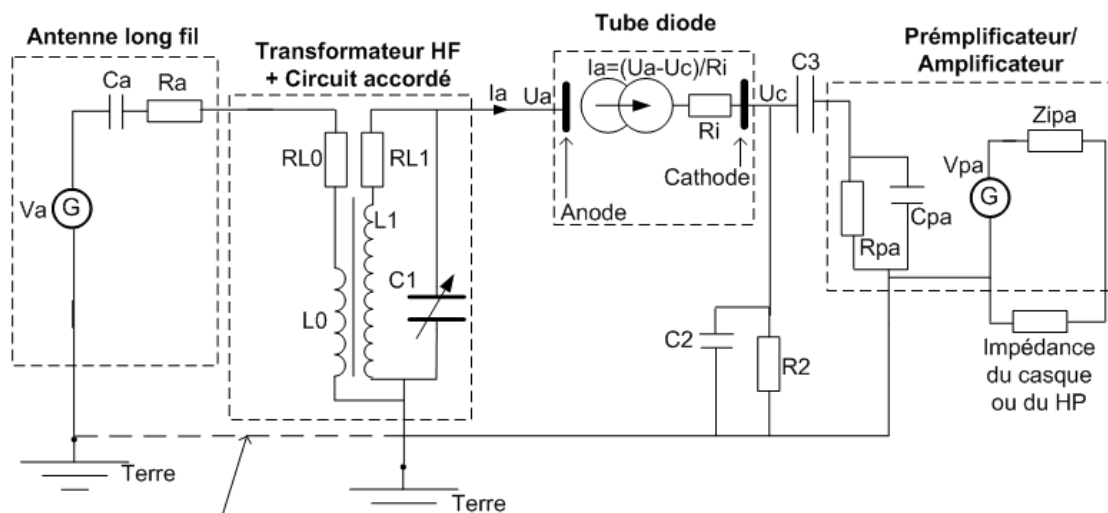 Antenne long fil
Ca
Ra
Va
G
Terre
Transformateur HF
+ Circuit accordé
RL0
RL1
L1
L0
C1
Terre
Ia
Ua
Tube diode
Ia=(Ua-Uc)/Ri
Ri
Uc
Anode
Cathode
C3
C2
R2
Prémplificateur/
Amplificateur
Zipa
Vpa
G
Cpa
Rpa
Impédance
du casque
ou du HP